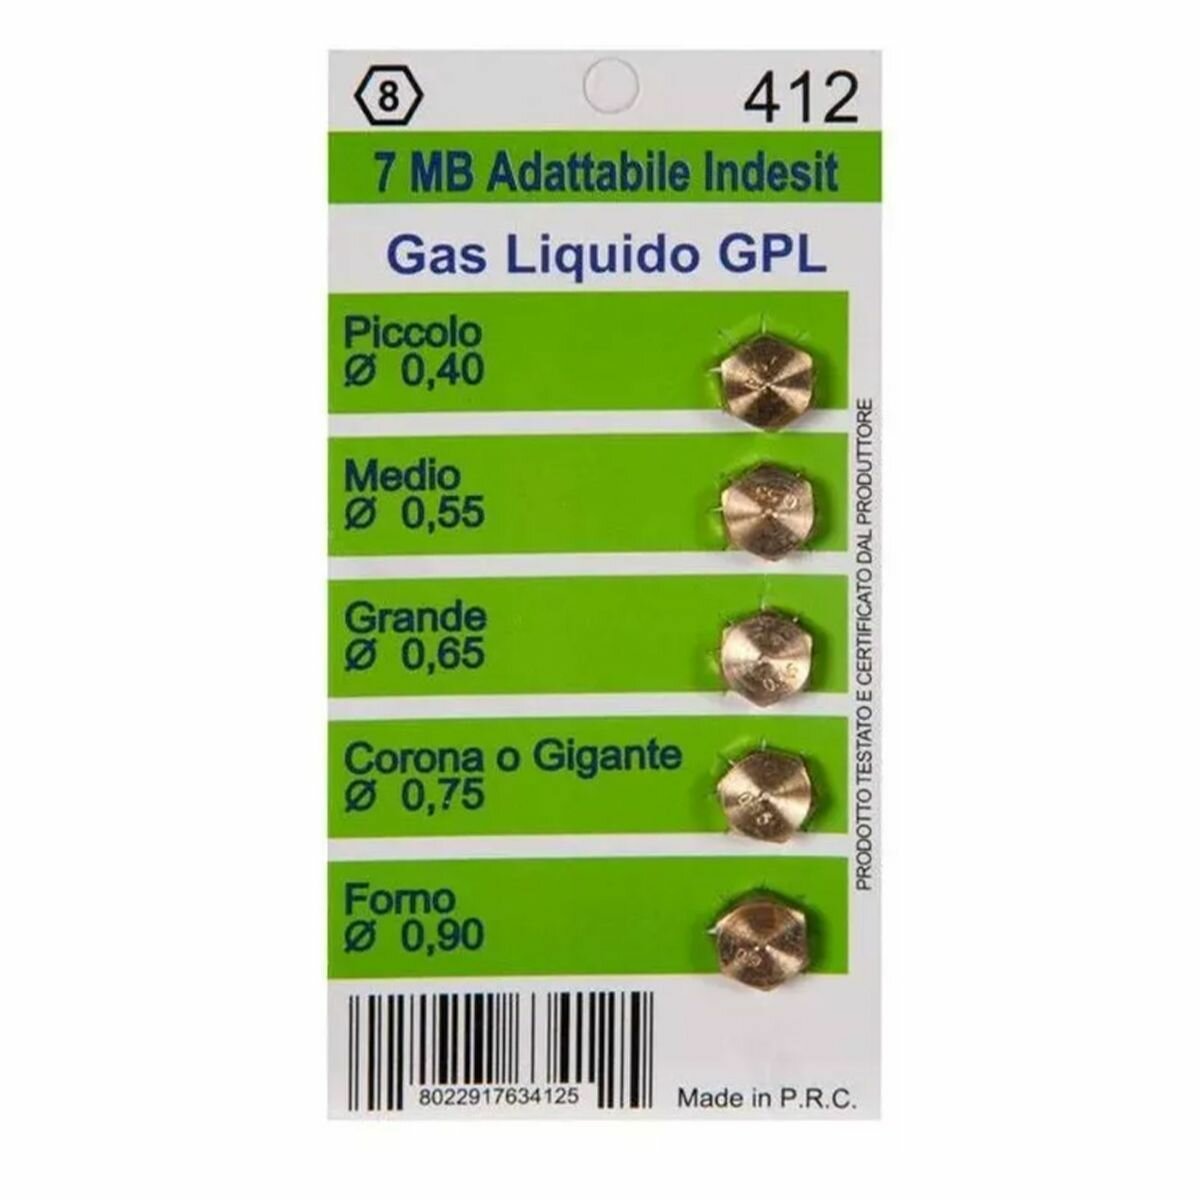 8
412
7 MB Adattabile Indesit
Gas Liquido GPL
Piccolo
Ø 0,40
Medio
Ø 0,55
Grande
Ø 0,65
Corona o Gigante
Ø 0,75
Forno
Ø 0,90
PRODOTTO TESTATO E CERTIFICATO DAL PRODUTTORE
8022917634125
Made in P.R.C.